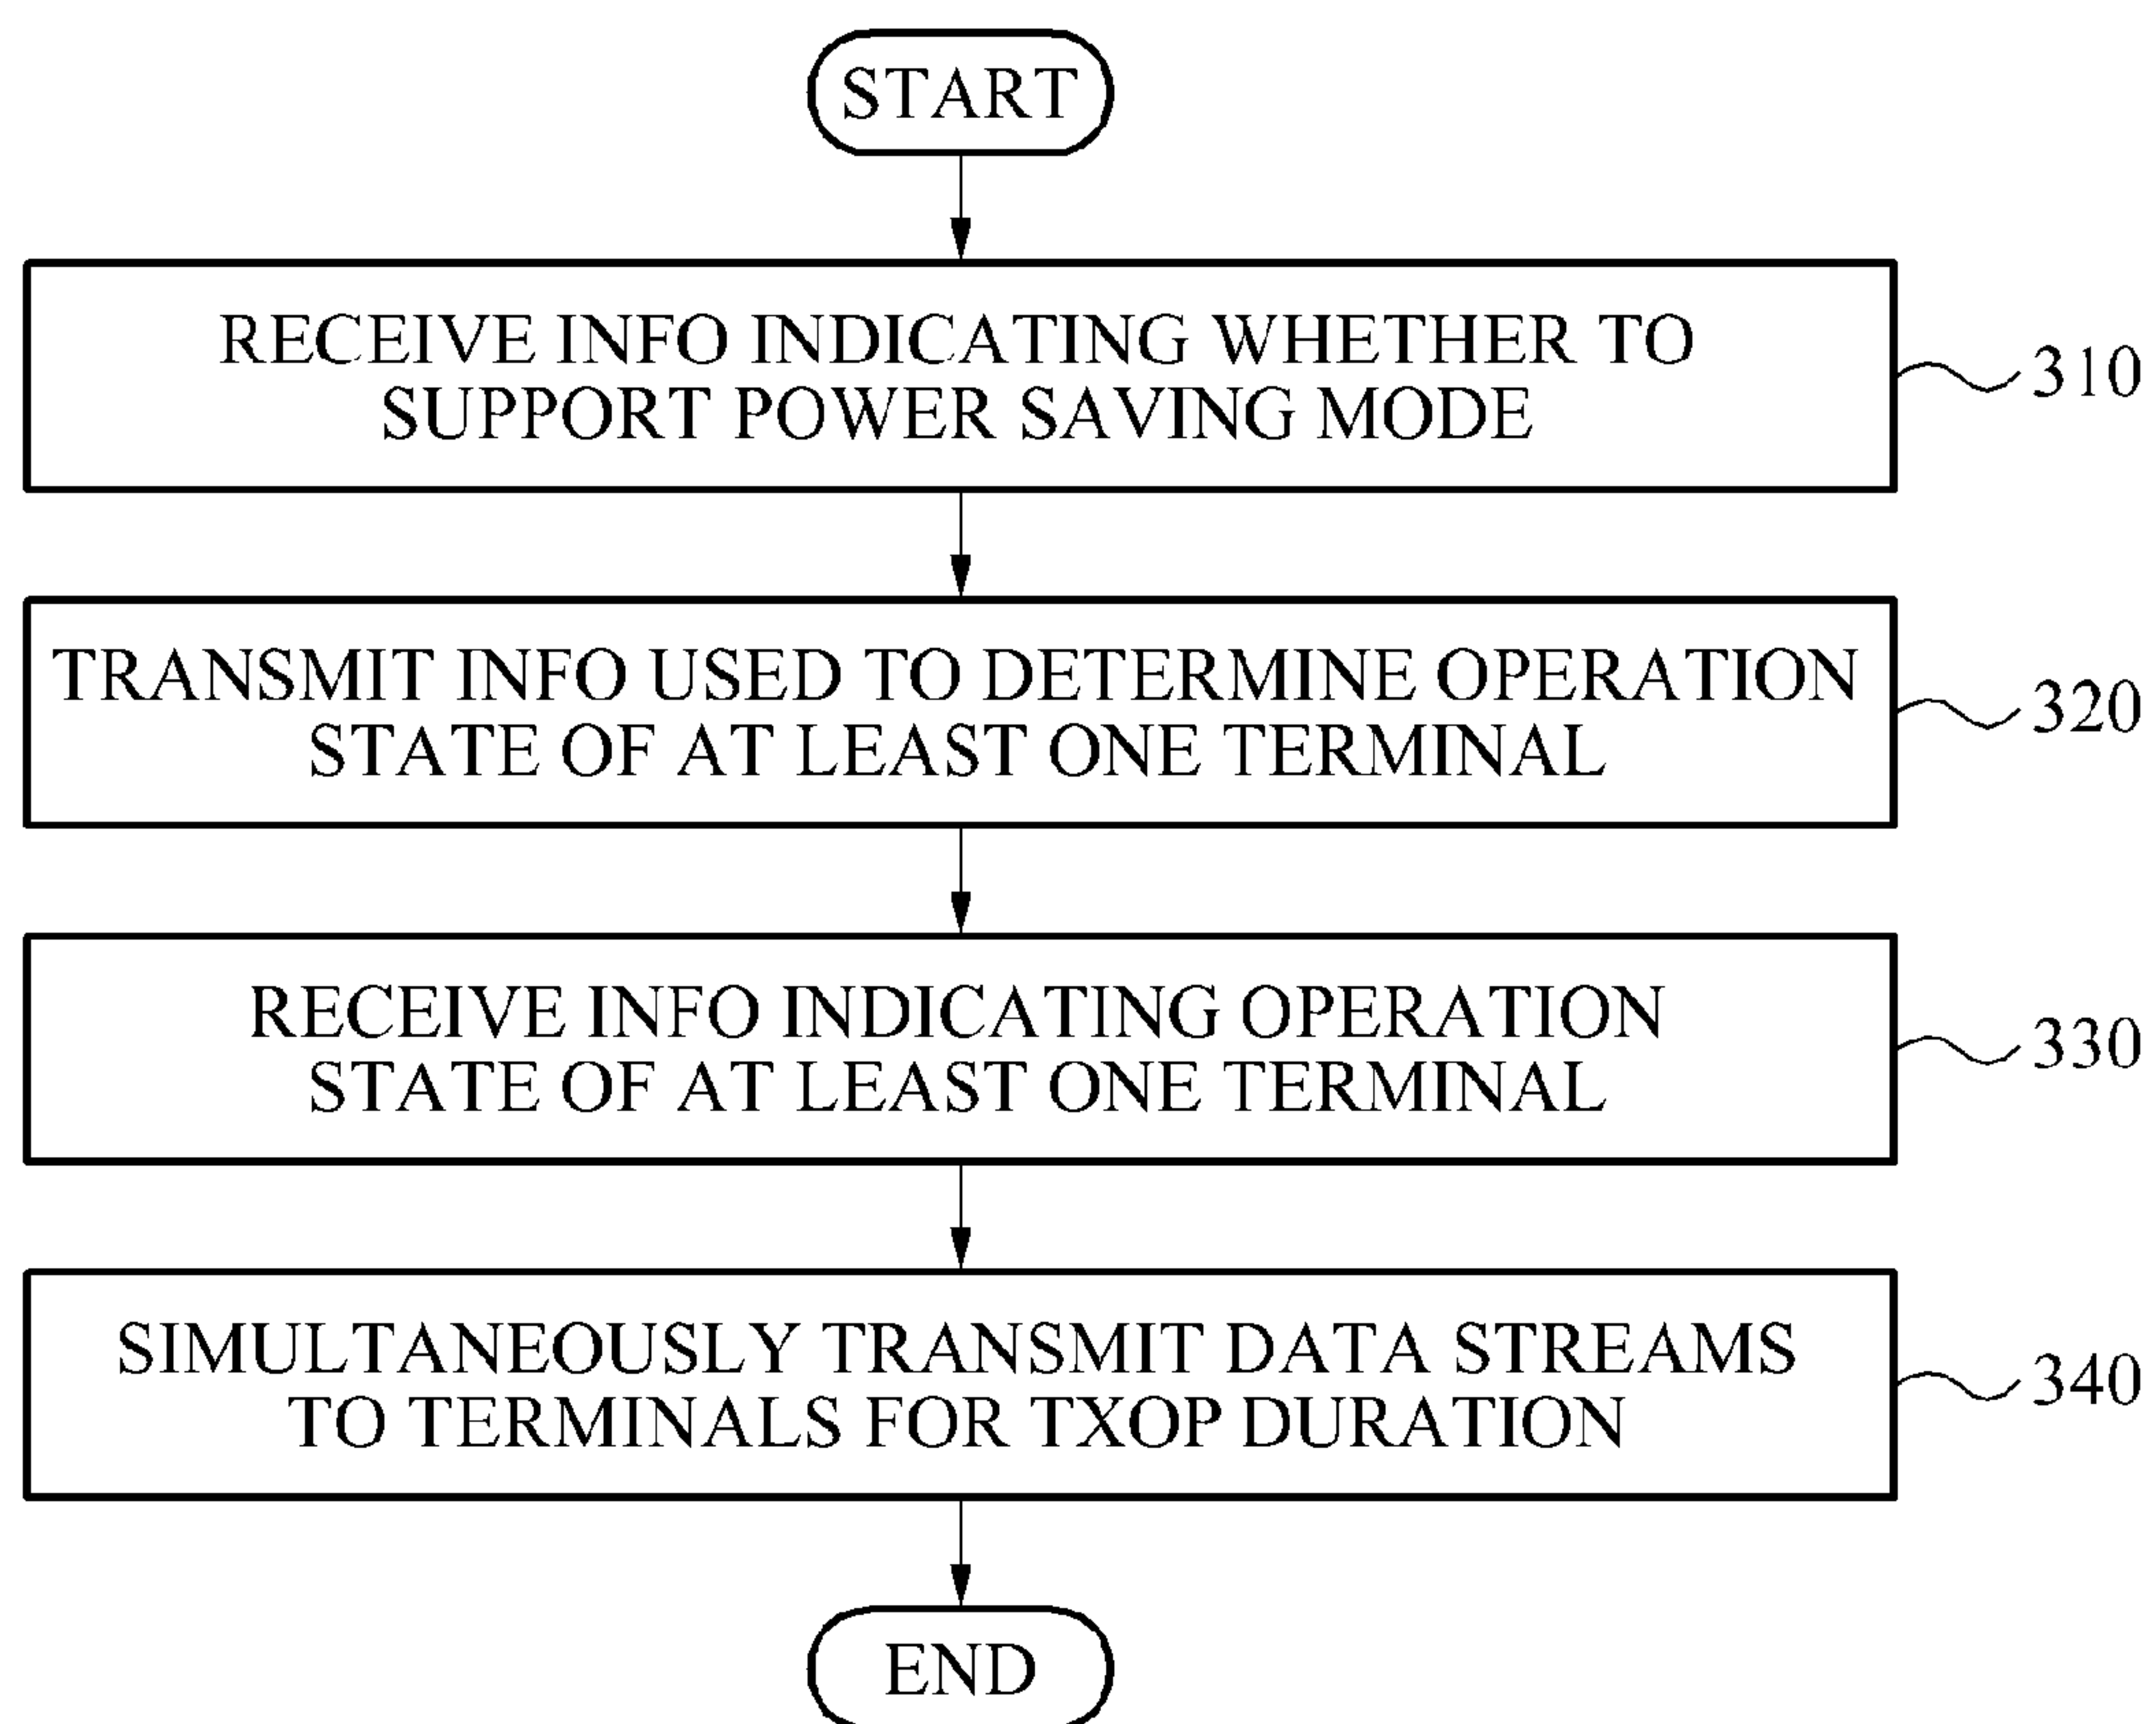 START
RECEIVE INFO INDICATING WHETHER TO
SUPPORT POWER SAVING MODE
310
TRANSMIT INFO USED TO DETERMINE OPERATION
STATE OF AT LEAST ONE TERMINAL
320
RECEIVE INFO INDICATING OPERATION
STATE OF AT LEAST ONE TERMINAL
330
SIMULTANEOUSLY TRANSMIT DATA STREAMS
TO TERMINALS FOR TXOP DURATION
340
END